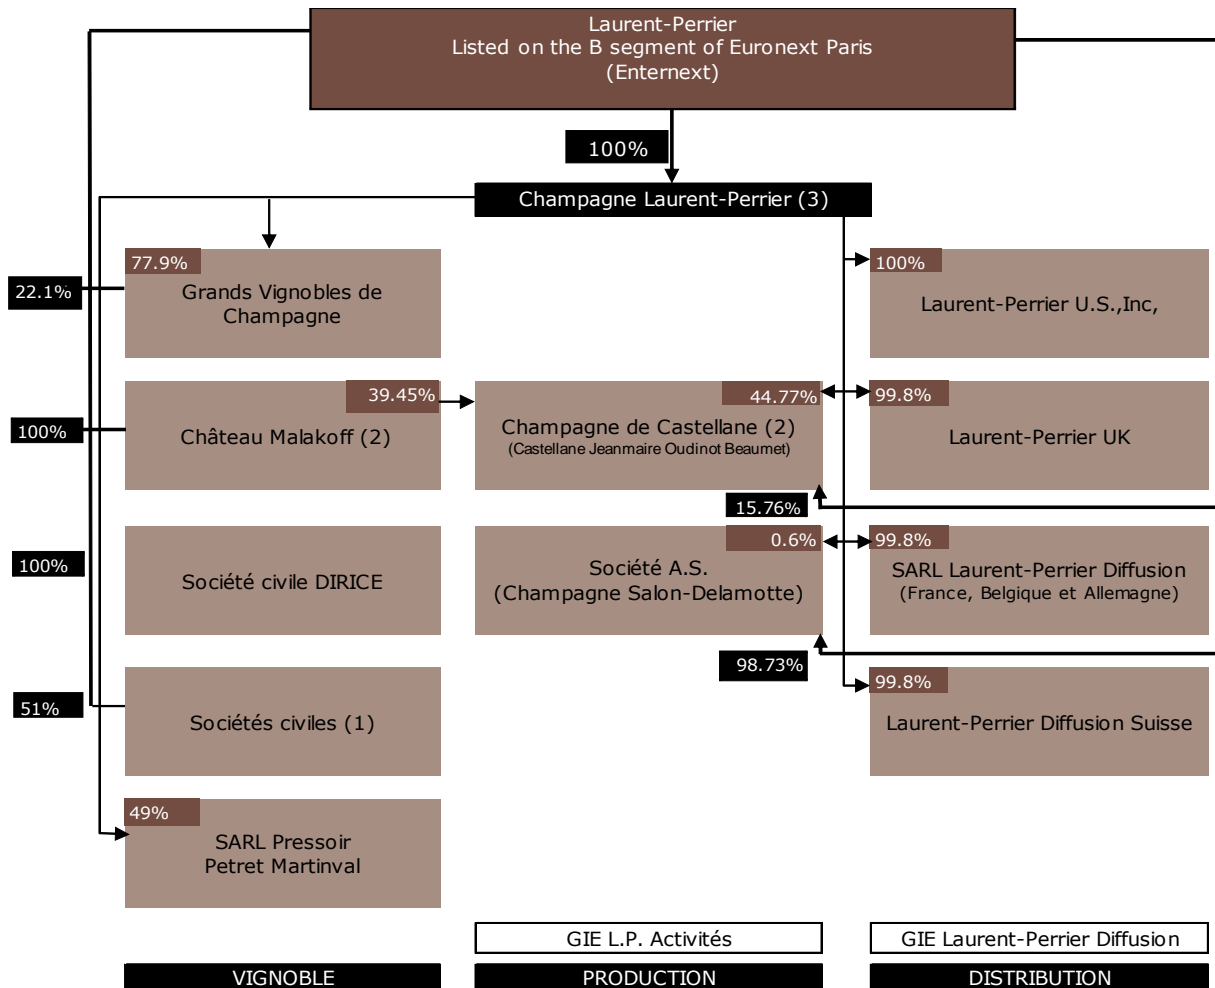 Laurent-Perrier
Listed on the B segment of Euronext Paris
(Enternext)
100%
Champagne Laurent-Perrier (3)
77.9%
Grands Vignobles de
Champagne
22.1%
100%
Laurent-Perrier U.S.,Inc,
39.45%
Château Malakoff (2)
100%
44.77%
Champagne de Castellane (2)
(Castellane Jeanmaire Oudinot Beaumet)
99.8%
Laurent-Perrier UK
15.76%
100%
Société civile DIRICE
0.6%
Société A.S.
(Champagne Salon-Delamotte)
99.8%
SARL Laurent-Perrier Diffusion
(France, Belgique et Allemagne)
98.73%
51%
Sociétés civiles (1)
99.8%
Laurent-Perrier Diffusion Suisse
49%
SARL Pressoir
Petret Martinval
GIE L.P. Activités
GIE Laurent-Perrier Diffusion
VIGNOBLE
PRODUCTION
DISTRIBUTION